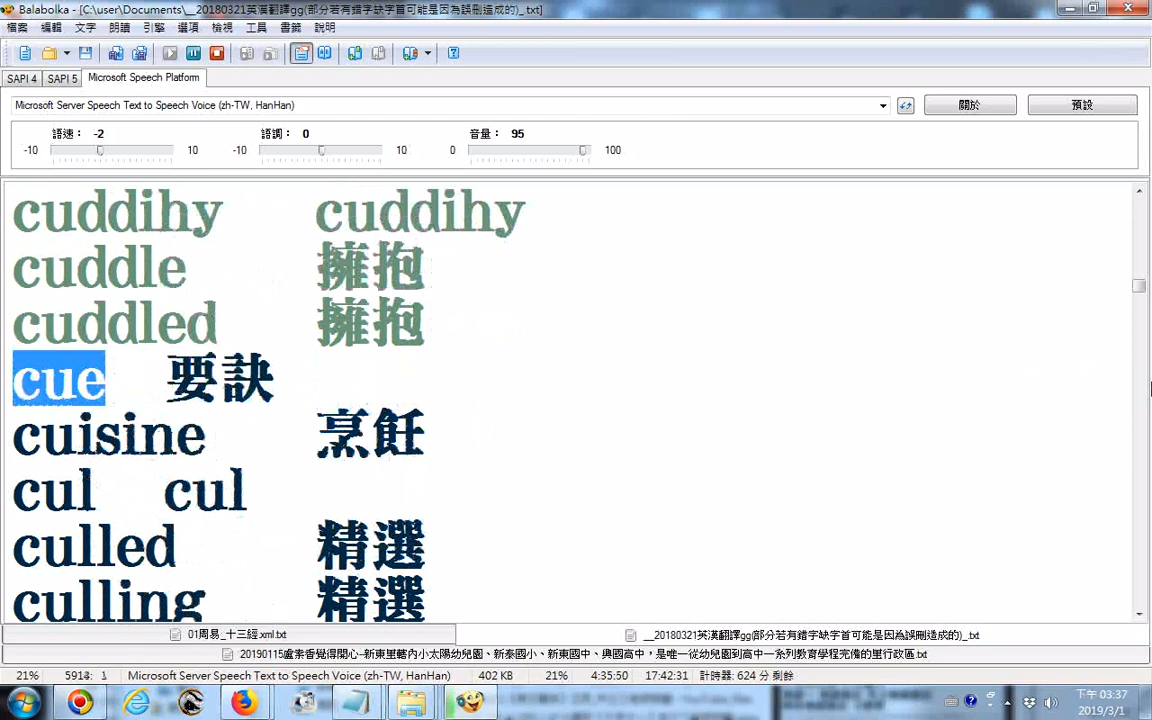 Balabolka - [C:\user\Documents\__20180321英漢翻譯gg(部分若有錯字缺字首可能是因為誤刪造成的)_.txt]
檔案 編輯 文字 朗讀 引擎 選項 檢視 工具 書籤 說明
SAPI 4 SAPI 5 Microsoft Speech Platform
Microsoft Server Speech Text to Speech Voice (zh-TW, HanHan) 關於 預設
語速： -2 語調： 0 音量： 95
-10 10 -10 10 0 100
cuddihy cuddihy
cuddle 擁抱
cuddled 擁抱
cue 要訣
cuisine 烹飪
cul cul
culled 精選
culling 精選
01周易_十三經.xml.txt __20180321英漢翻譯gg(部分若有錯字缺字首可能是因為誤刪造成的)_.txt
20190115盧素香覺得開心-新東里轄內小太陽幼兒園、新泰國小、新東國中、興國高中，是唯一從幼兒園到高中一系列教育學程完備的里行政區.txt
21% 5918: 1 Microsoft Server Speech Text to Speech Voice (zh-TW, HanHan) 402 KB 21% 4:35:50 17:42:31 計時器: 624 分 剩餘
下午 03:37
2019/3/1